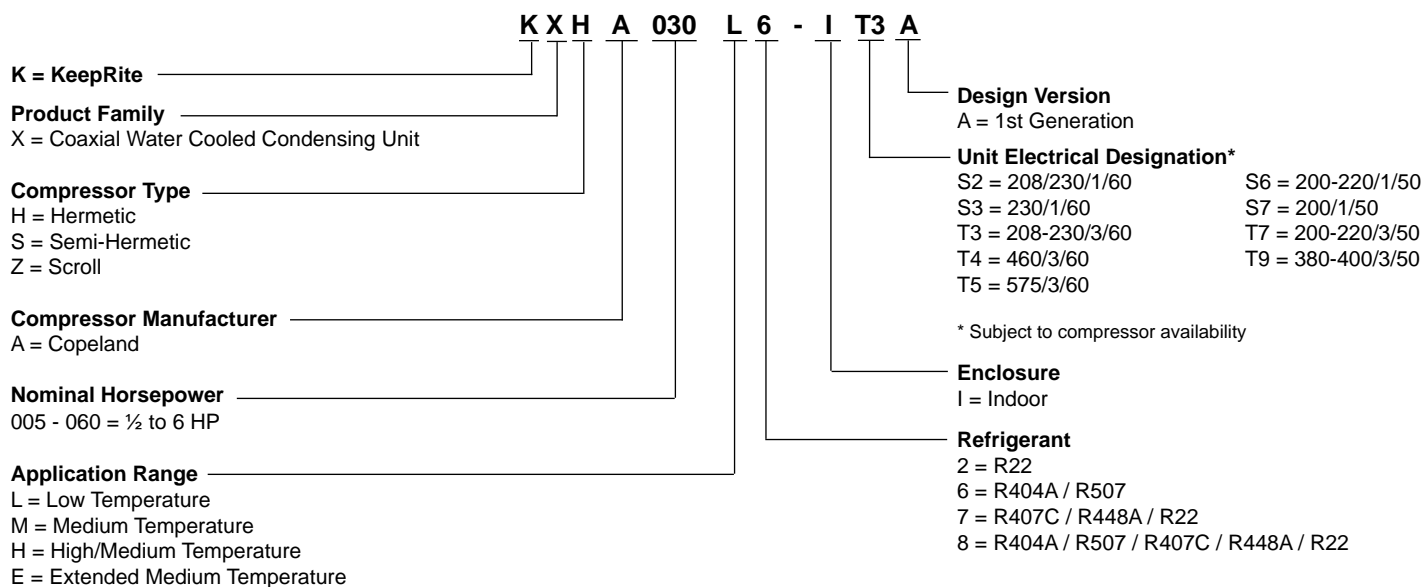 K X H A 030 L 6 - I T3 A
K = KeepRite
Product Family
X = Coaxial Water Cooled Condensing Unit
Compressor Type
H = Hermetic
S = Semi-Hermetic
Z = Scroll
Compressor Manufacturer
A = Copeland
Nominal Horsepower
005 - 060 = ½ to 6 HP
Application Range
L = Low Temperature
M = Medium Temperature
H = High/Medium Temperature
E = Extended Medium Temperature
Design Version
A = 1st Generation
Unit Electrical Designation*
S2 = 208/230/1/60
S3 = 230/1/60
T3 = 208-230/3/60
T4 = 460/3/60
T5 = 575/3/60
S6 = 200-220/1/50
S7 = 200/1/50
T7 = 200-220/3/50
T9 = 380-400/3/50
* Subject to compressor availability
Enclosure
I = Indoor
Refrigerant
2 = R22
6 = R404A / R507
7 = R407C / R448A / R22
8 = R404A / R507 / R407C / R448A / R22